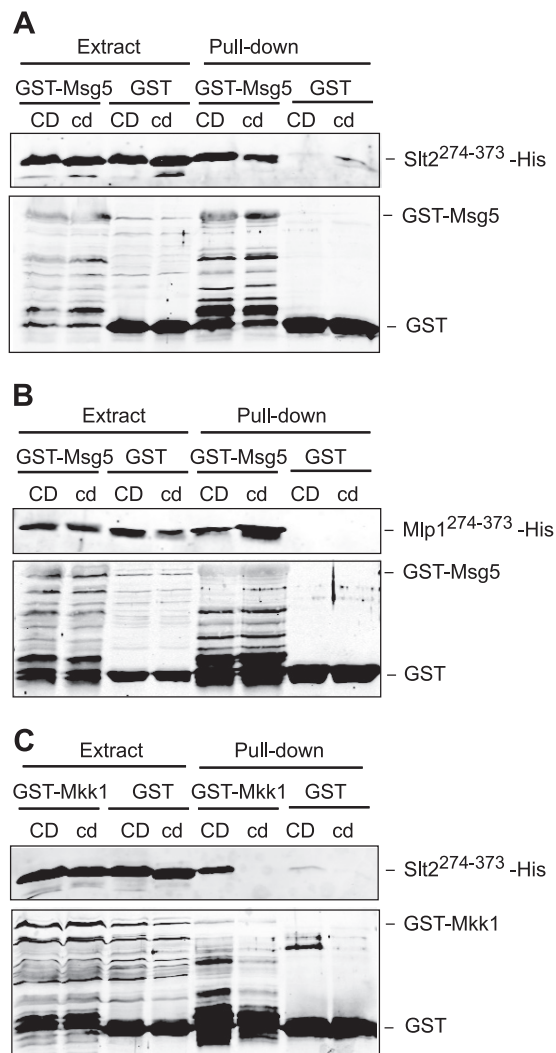 A
Extract Pull-down
GST-Msg5 GST GST-Msg5 GST
CD cd CD cd CD cd CD cd
– Slt2274-373 -His
– GST-Msg5
– GST
B
Extract Pull-down
GST-Msg5 GST GST-Msg5 GST
CD cd CD cd CD cd CD cd
– Mlp1274-373 -His
– GST-Msg5
– GST
C
Extract Pull-down
GST-Mkk1 GST GST-Mkk1 GST
CD cd CD cd CD cd CD cd
– Slt2274-373 -His
– GST-Mkk1
– GST